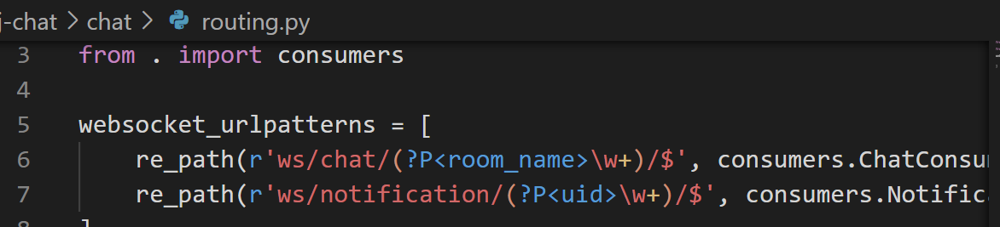 j-chat > chat > routing.py
3 from . import consumers
4
5 websocket_urlpatterns = [
6 re_path(r'ws/chat/(?P<room_name>\w+)/$', consumers.ChatConsu
7 re_path(r'ws/notification/(?P<uid>\w+)/$', consumers.Notific
8 ]